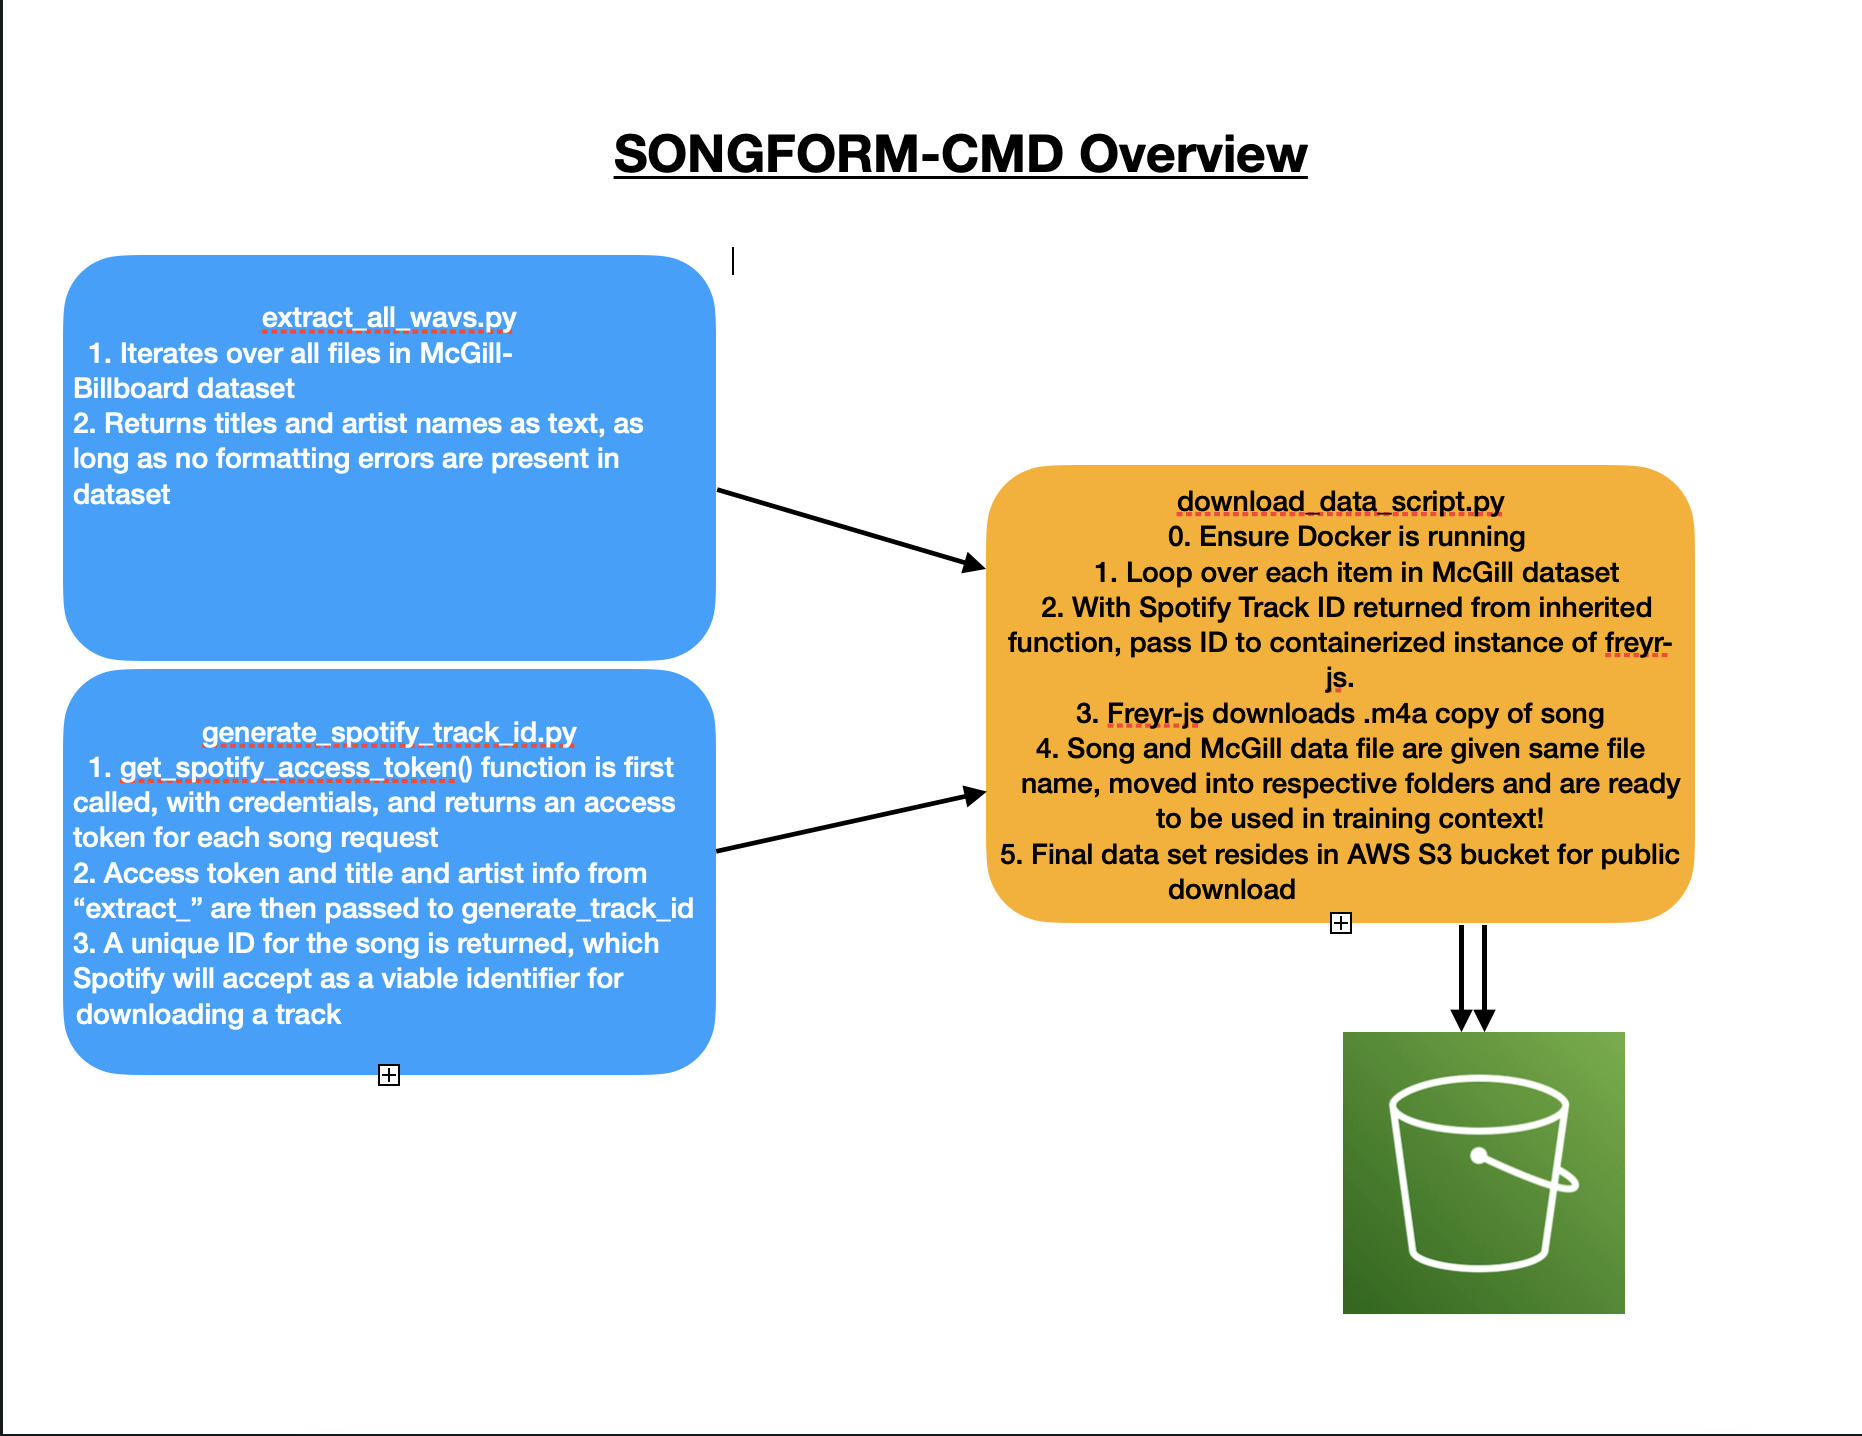 SONGFORM-CMD Overview
extract_all_wavs.py
1. Iterates over all files in McGill-
Billboard dataset
2. Returns titles and artist names as text, as
long as no formatting errors are present in
dataset
generate_spotify_track_id.py
1. get_spotify_access_token() function is first
called, with credentials, and returns an access
token for each song request
2. Access token and title and artist info from
“extract_” are then passed to generate_track_id
3. A unique ID for the song is returned, which
Spotify will accept as a viable identifier for
downloading a track
download_data_script.py
0. Ensure Docker is running
1. Loop over each item in McGill dataset
2. With Spotify Track ID returned from inherited
function, pass ID to containerized instance of freyr-
js.
3. Freyr-js downloads .m4a copy of song
4. Song and McGill data file are given same file
name, moved into respective folders and are ready
to be used in training context!
5. Final data set resides in AWS S3 bucket for public
download